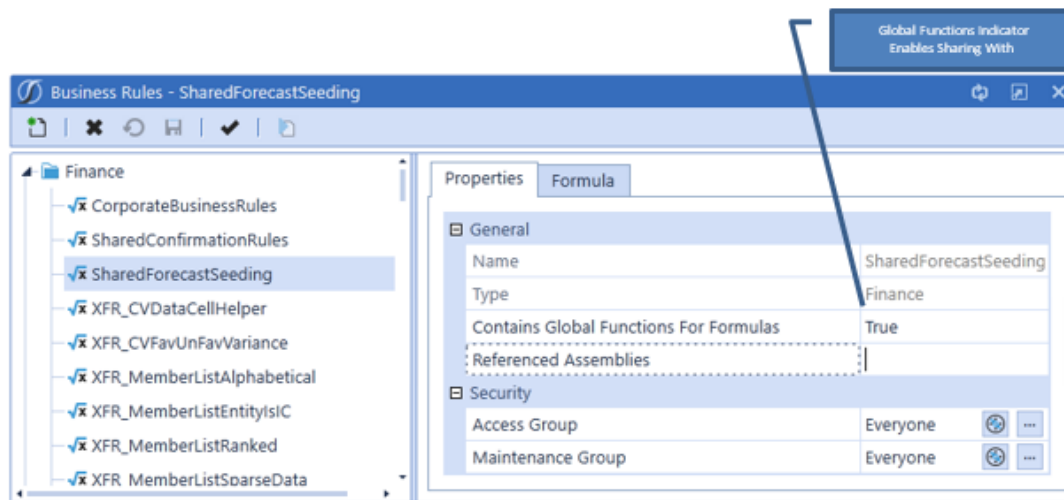 Global Functions Indicator
Enables Sharing With
Business Rules - SharedForecastSeeding
Finance
CorporateBusinessRules
SharedConfirmationRules
SharedForecastSeeding
XFR_CVDataCellHelper
XFR_CVFavUnFavVariance
XFR_MemberListAlphabetical
XFR_MemberListEntityIsIC
XFR_MemberListRanked
XFR_MemberListSparseData
Properties Formula
General
Name SharedForecastSeeding
Type Finance
Contains Global Functions For Formulas True
Referenced Assemblies
Security
Access Group Everyone ...
Maintenance Group Everyone ...